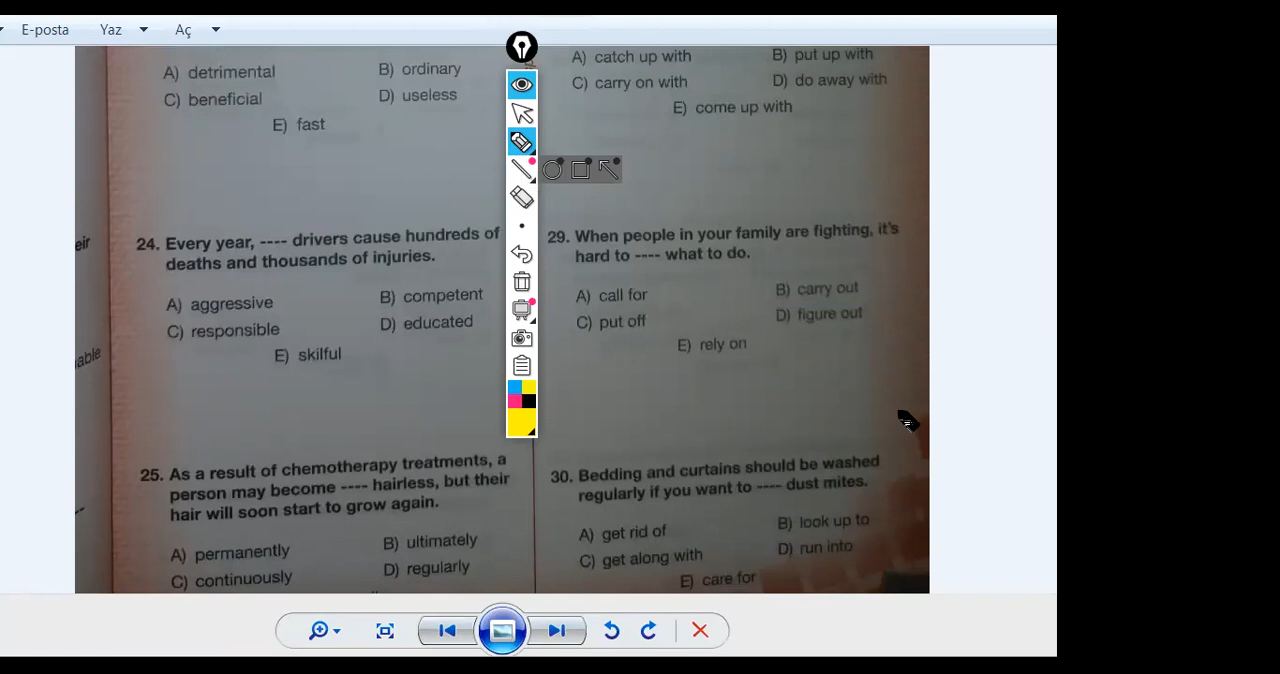 E-posta Yaz Aç
A) detrimental B) ordinary
C) beneficial D) useless
E) fast
24. Every year, ---- drivers cause hundreds of
deaths and thousands of injuries.
A) aggressive B) competent
C) responsible D) educated
E) skilful
25. As a result of chemotherapy treatments, a
person may become ---- hairless, but their
hair will soon start to grow again.
A) permanently B) ultimately
C) continuously D) regularly
A) catch up with B) put up with
C) carry on with D) do away with
E) come up with
29. When people in your family are fighting, it's
hard to ---- what to do.
A) call for B) carry out
C) put off D) figure out
E) rely on
30. Bedding and curtains should be washed
regularly if you want to ---- dust mites.
A) get rid of B) look up to
C) get along with D) run into
E) care for